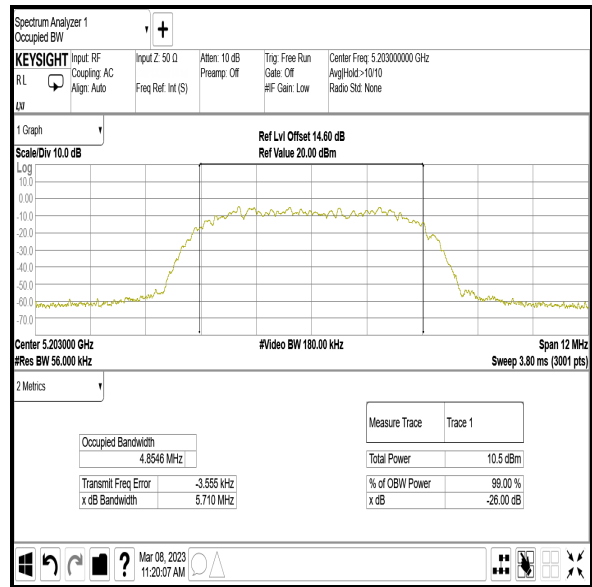 Spectrum Analyzer 1
Occupied BW
KEYSIGHT
RL
LXI
Input: RF
Coupling: AC
Align: Auto
Input Z: 50 Ω
Freq Ref: Int (S)
Atten: 10 dB
Preamp: Off
Trig: Free Run
Gate: Off
#IF Gain: Low
Center Freq: 5.203000000 GHz
Avg|Hold:>10/10
Radio Std: None
1 Graph
Scale/Div 10.0 dB
Ref Lvl Offset 14.60 dB
Ref Value 20.00 dBm
Log
10.0
0.00
-10.0
-20.0
-30.0
-40.0
-50.0
-60.0
-70.0
Center 5.203000 GHz
#Res BW 56.000 kHz
#Video BW 180.00 kHz
Span 12 MHz
Sweep 3.80 ms (3001 pts)
2 Metrics
Occupied Bandwidth
4.8546 MHz
Transmit Freq Error -3.555 kHz
x dB Bandwidth 5.710 MHz
Measure Trace Trace 1
Total Power 10.5 dBm
% of OBW Power 99.00 %
x dB -26.00 dB
Mar 08, 2023
11:20:07 AM